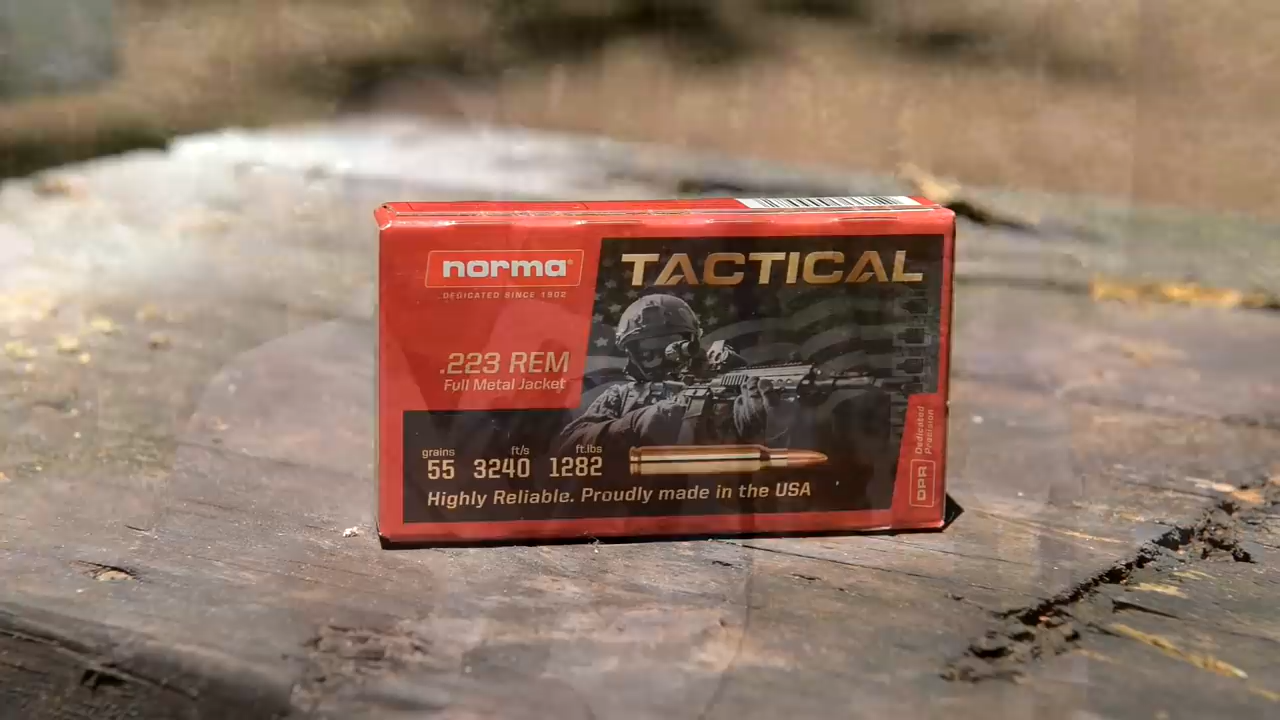 norma
DEDICATED SINCE 1902
TACTICAL
.223 REM
Full Metal Jacket
grains ft/s ft.lbs
55 3240 1282
Highly Reliable. Proudly made in the USA
DPR Dedicated
Precision